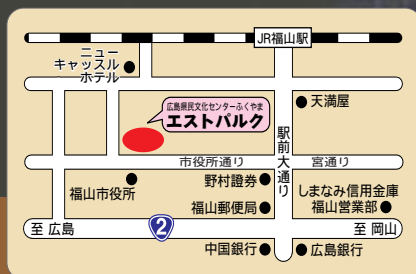 JR福山駅
ニュー
キャッスル
ホテル
広島県民文化センターふくやま
エストパルク
天満屋
駅前大通り
市役所通り
宮通り
福山市役所
野村證券
しまなみ信用金庫
福山営業部
福山郵便局
至 広島
2
至 岡山
中国銀行
広島銀行